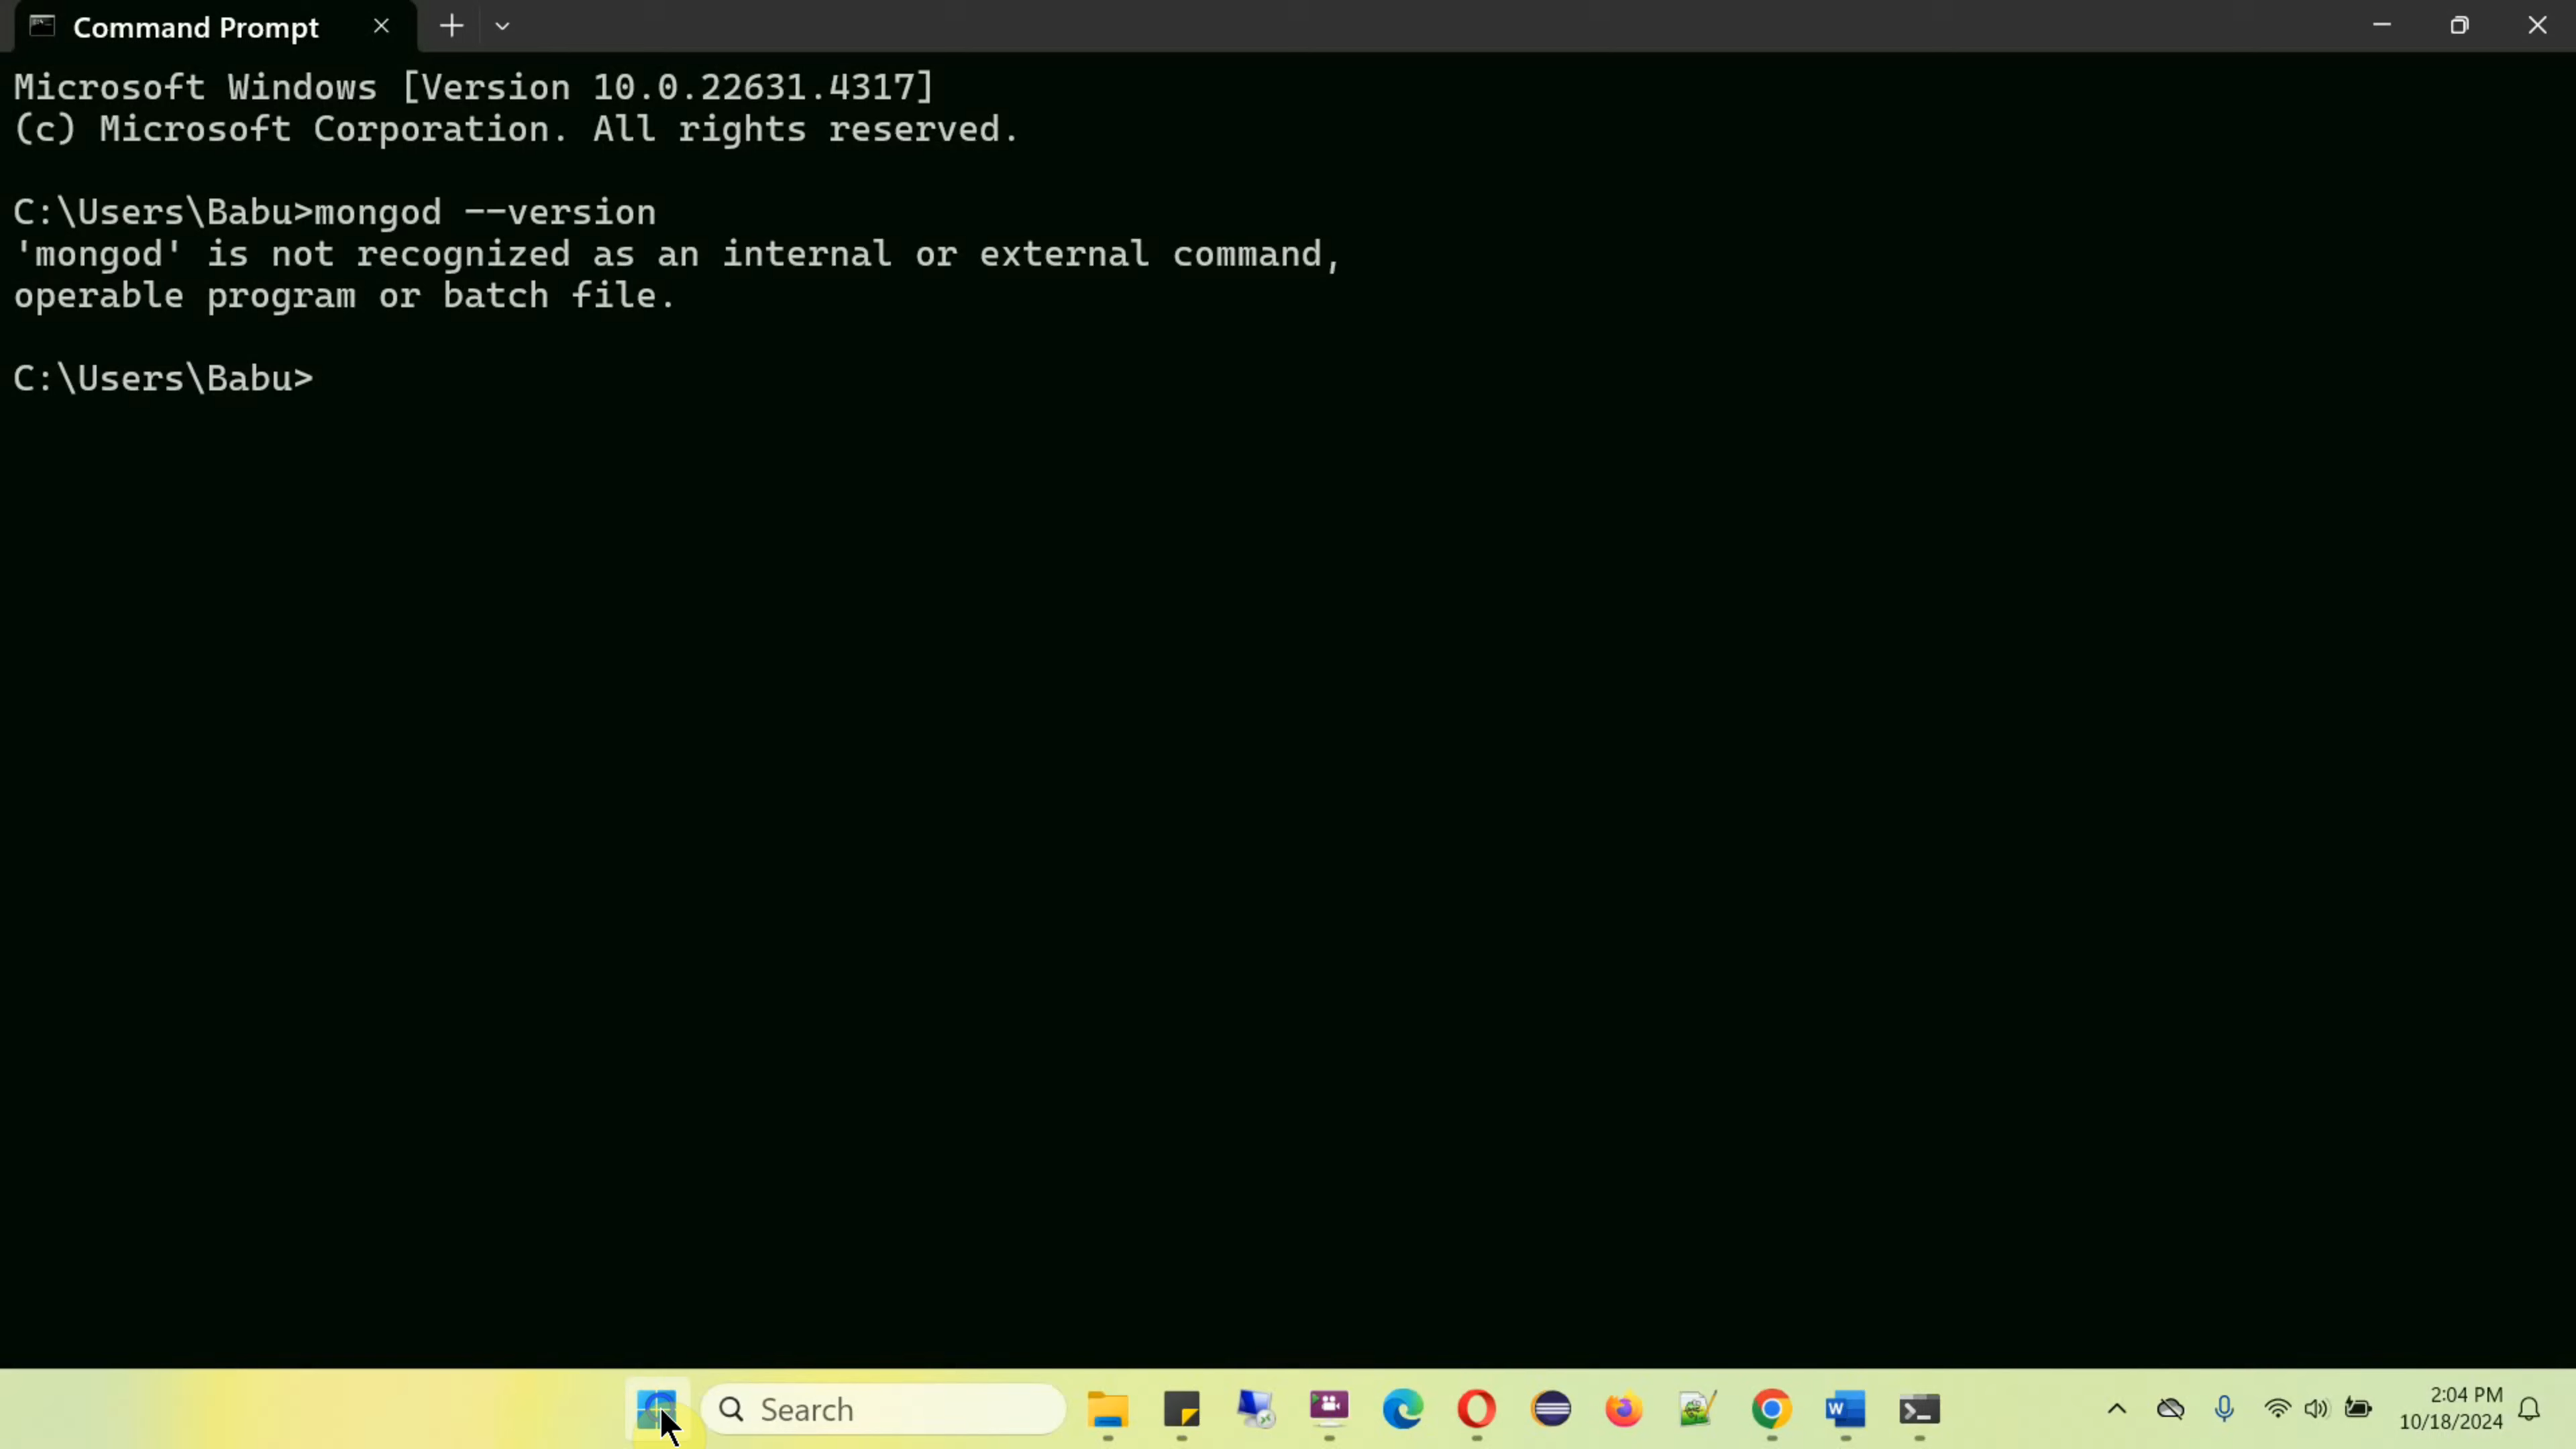 Command Prompt
Microsoft Windows [Version 10.0.22631.4317]
(c) Microsoft Corporation. All rights reserved.
C:\Users\Babu>mongod --version
'mongod' is not recognized as an internal or external command,
operable program or batch file.
C:\Users\Babu>
Search
2:04 PM
10/18/2024